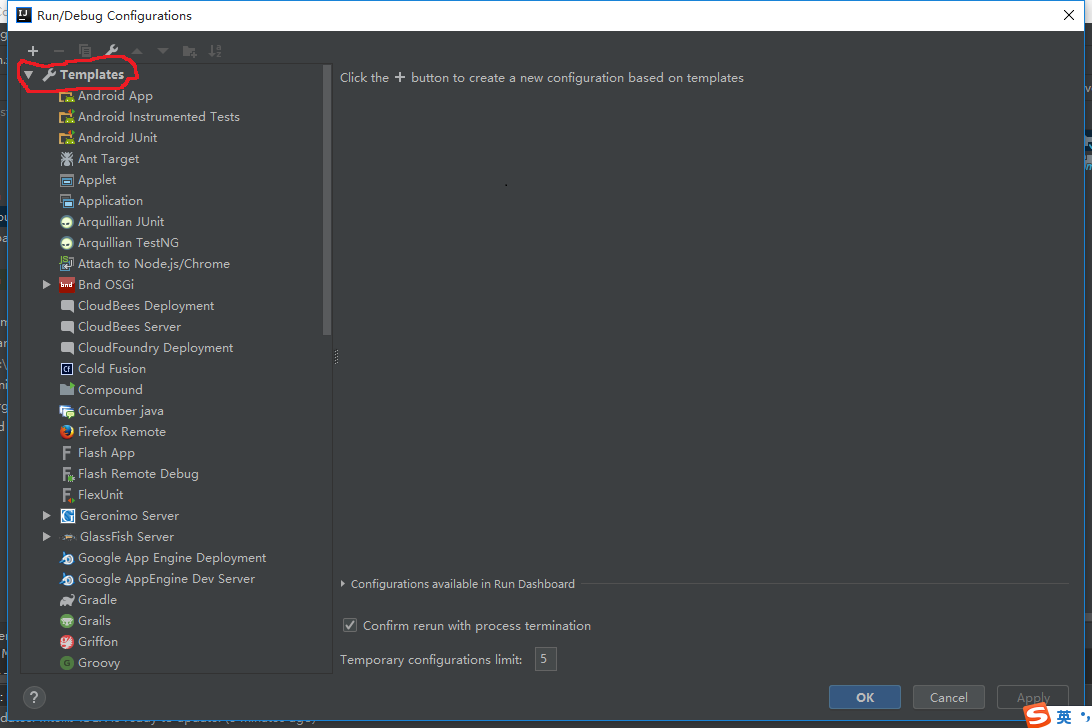 Run/Debug Configurations
Templates
Click the + button to create a new configuration based on templates
Android App
Android Instrumented Tests
Android JUnit
Ant Target
Applet
Application
Arquillian JUnit
Arquillian TestNG
Attach to Node.js/Chrome
Bnd OSGi
CloudBees Deployment
CloudBees Server
CloudFoundry Deployment
Cold Fusion
Compound
Cucumber java
Firefox Remote
Flash App
Flash Remote Debug
FlexUnit
Geronimo Server
GlassFish Server
Google App Engine Deployment
Google AppEngine Dev Server
Gradle
Grails
Griffon
Groovy
Configurations available in Run Dashboard
Confirm rerun with process termination
Temporary configurations limit: 5
? OK Cancel Apply
英